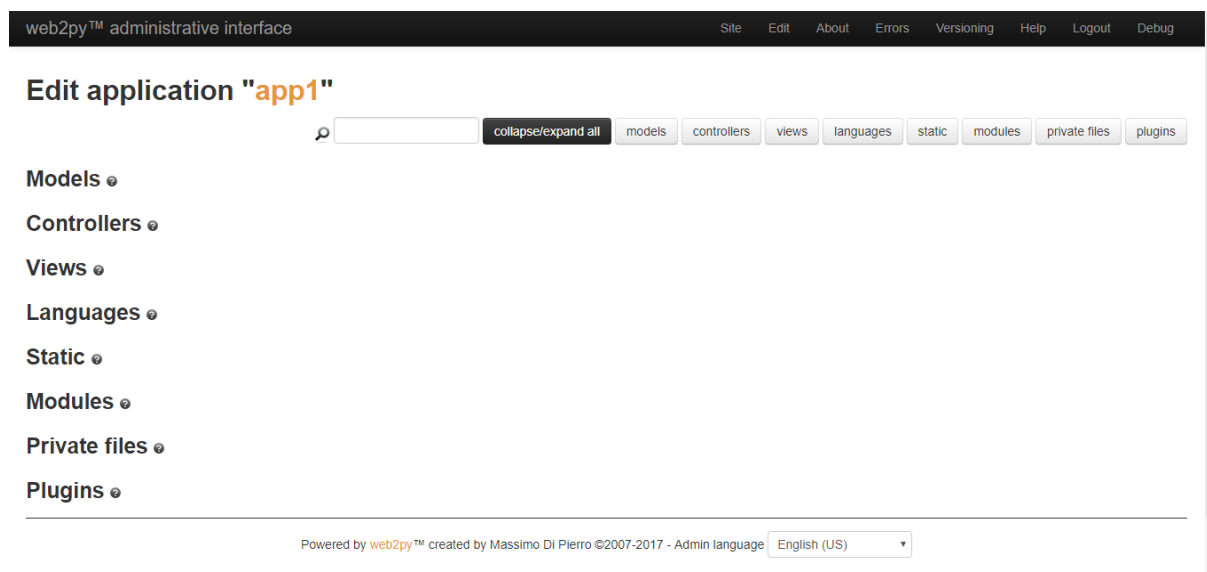 web2py™ administrative interface Site Edit About Errors Versioning Help Logout Debug
Edit application "app1"
collapse/expand all models controllers views languages static modules private files plugins
Models
Controllers
Views
Languages
Static
Modules
Private files
Plugins
Powered by web2py™ created by Massimo Di Pierro ©2007-2017 - Admin language English (US)